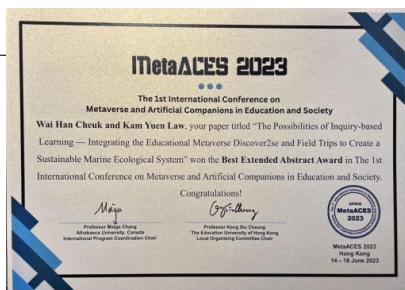 MetaACES 2023
The 1st International Conference on
Metaverse and Artificial Companions in Education and Society
Wai Han Cheuk and Kam Yuen Law, your paper titled “The Possibilities of Inquiry-based
Learning — Integrating the Educational Metaverse Discover2se and Field Trips to Create a
Sustainable Marine Ecological System” won the Best Extended Abstract Award in The 1st
International Conference on Metaverse and Artificial Companions in Education and Society.
Congratulations!
Professor Maiga Chang
Athabasca University, Canada
International Program Coordination Chair
Professor Kong Siu Cheung
The Education University of Hong Kong
Local Organising Committee Chair
APSCE
MetaACES
2023
MetaACES 2023
Hong Kong
14 – 16 June 2023